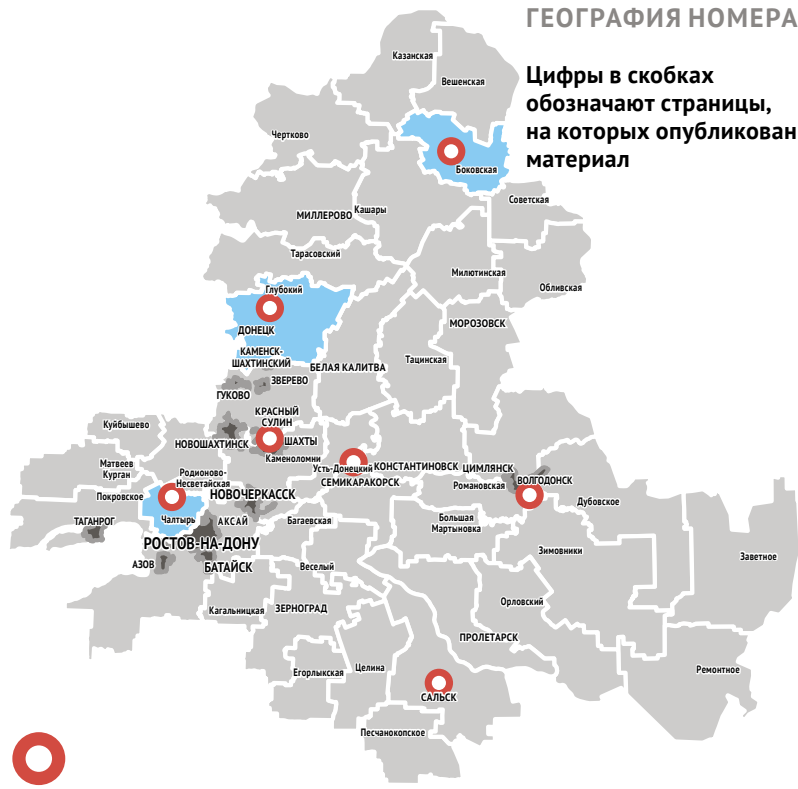 ГЕОГРАФИЯ НОМЕРА
Цифры в скобках
обозначают страницы,
на которых опубликован
материал
Казанская
Вешенская
Чертково
Боковская
Советская
МИЛЛЕРОВО
Кашары
Тарасовский
Милютинская
Обливская
Глубокий
ДОНЕЦК
МОРОЗОВСК
КАМЕНСК-
ШАХТИНСКИЙ
БЕЛАЯ КАЛИТВА
Тацинская
ЗВЕРЕВО
ГУКОВО
КРАСНЫЙ
СУЛИН
Куйбышево
НОВОШАХТИНСК
ШАХТЫ
Каменоломни
Матвеев
Курган
Родионово-
Несветайская
Усть-Донецкий
КОНСТАНТИНОВСК
ЦИМЛЯНСК
СЕМИКАРАКОРСК
Романовская
ВОЛГОДОНСК
Покровское
НОВОЧЕРКАССК
Дубовское
ТАГАНРОГ
Чалтырь
АКСАЙ
Багаевская
Большая
Мартыновка
РОСТОВ-НА-ДОНУ
Зимовники
Заветное
АЗОВ
БАТАЙСК
Веселый
Кагальницкая
ЗЕРНОГРАД
Орловский
ПРОЛЕТАРСК
Егорлыкская
Целина
Ремонтное
САЛЬСК
Песчанокопское